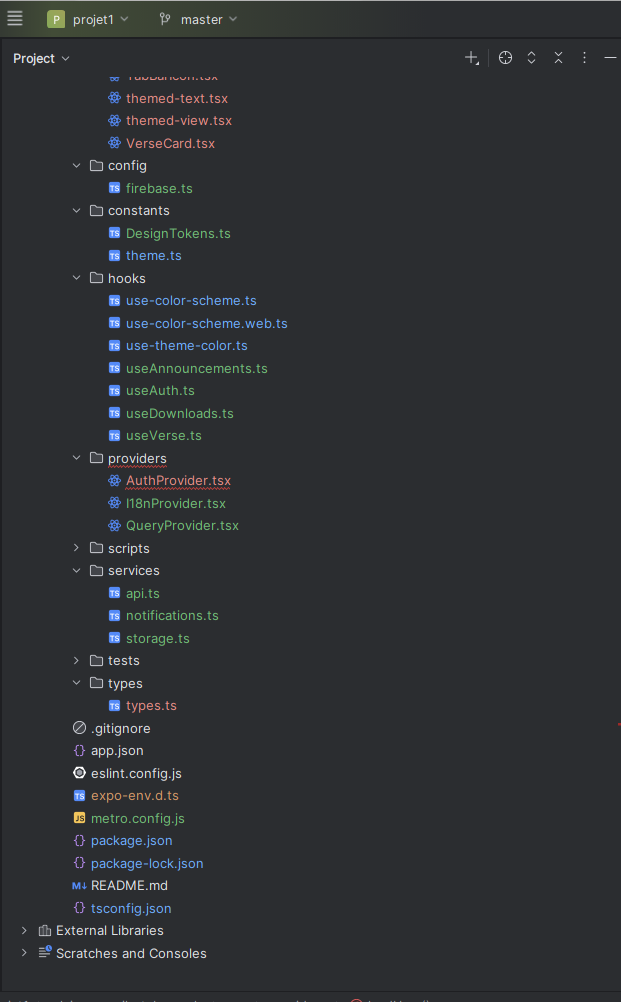 P projet1 master
Project
TabBarIcon.tsx
themed-text.tsx
themed-view.tsx
VerseCard.tsx
config
TS firebase.ts
constants
TS DesignTokens.ts
TS theme.ts
hooks
TS use-color-scheme.ts
TS use-color-scheme.web.ts
TS use-theme-color.ts
TS useAnnouncements.ts
TS useAuth.ts
TS useDownloads.ts
TS useVerse.ts
providers
AuthProvider.tsx
I18nProvider.tsx
QueryProvider.tsx
scripts
services
TS api.ts
TS notifications.ts
TS storage.ts
tests
types
TS types.ts
.gitignore
{} app.json
eslint.config.js
TS expo-env.d.ts
JS metro.config.js
{} package.json
{} package-lock.json
M↓ README.md
{} tsconfig.json
External Libraries
Scratches and Consoles